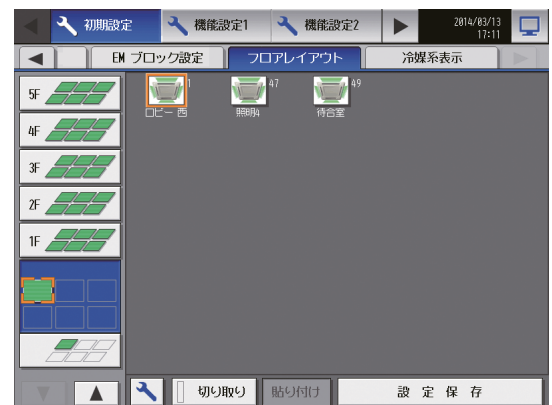 初期設定 機能設定1 機能設定2 2014/03/13
17:11
EM ブロック設定 フロアレイアウト 冷媒系表示
5F
4F
3F
2F
1F
1 47 49
ロビー 西 照明4 待合室
切り取り 貼り付け 設定保存